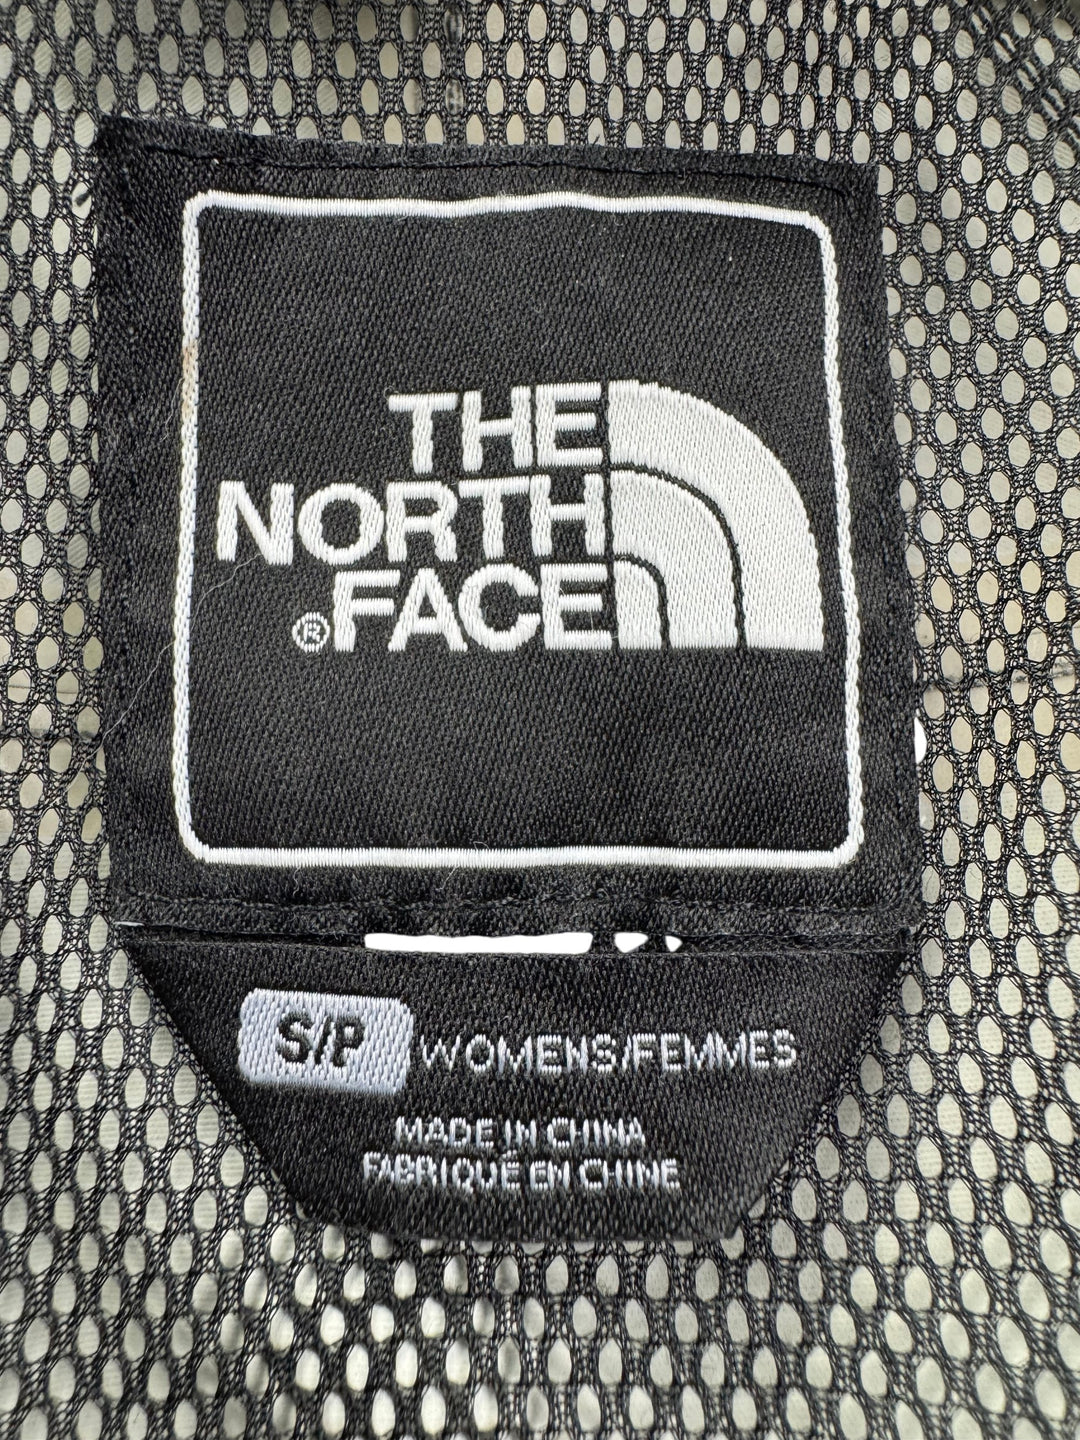 THE
NORTH
® FACE
S/P WOMENS/FEMMES
MADE IN CHINA
FABRIQUÉ EN CHINE